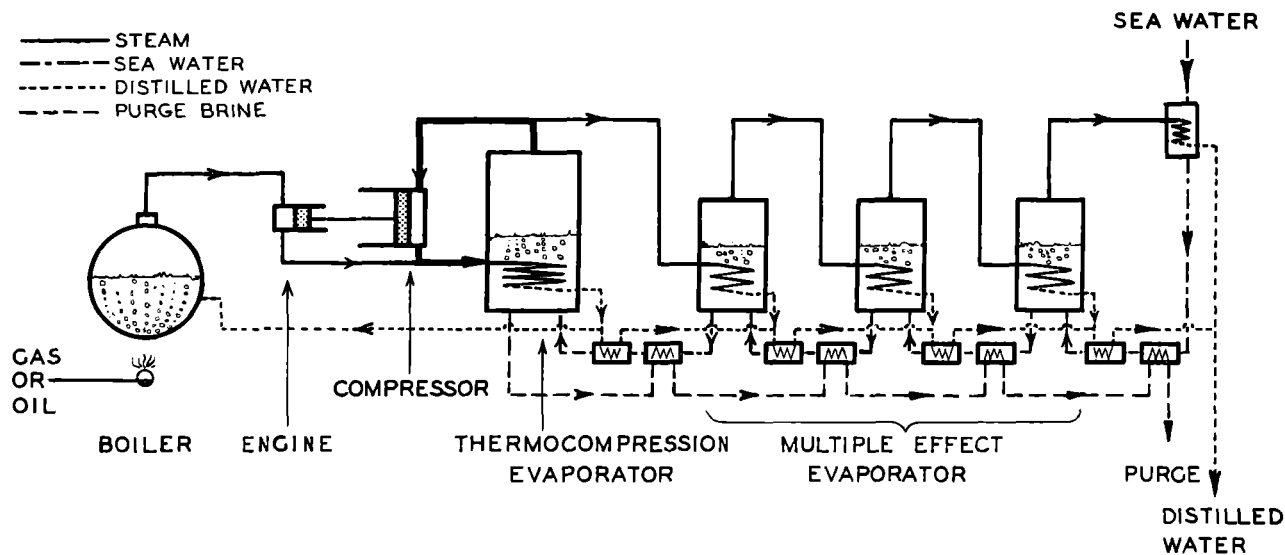 STEAM
SEA WATER
DISTILLED WATER
PURGE BRINE
SEA WATER
GAS
OR
OIL
BOILER
ENGINE
COMPRESSOR
THERMOCOMPRESSION
EVAPORATOR
MULTIPLE EFFECT
EVAPORATOR
PURGE
DISTILLED
WATER